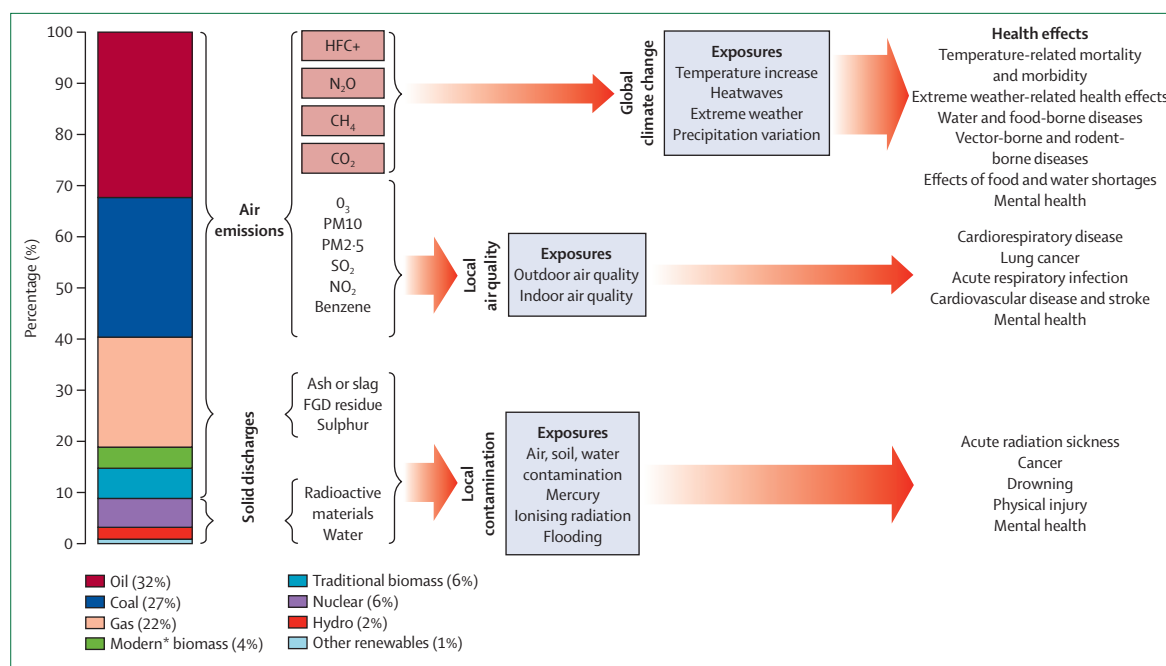 Percentage (%)
100
90
80
70
60
50
40
30
20
10
0
Air
emissions
Solid discharges
HFC+
N₂O
CH₄
CO₂
0₃
PM10
PM2·5
SO₂
NO₂
Benzene
Ash or slag
FGD residue
Sulphur
Radioactive
materials
Water
Global
climate change
Exposures
Temperature increase
Heatwaves
Extreme weather
Precipitation variation
Health effects
Temperature-related mortality
and morbidity
Extreme weather-related health effects
Water and food-borne diseases
Vector-borne and rodent-
borne diseases
Effects of food and water shortages
Mental health
Local
air quality
Exposures
Outdoor air quality
Indoor air quality
Cardiorespiratory disease
Lung cancer
Acute respiratory infection
Cardiovascular disease and stroke
Mental health
Local
contamination
Exposures
Air, soil, water
contamination
Mercury
Ionising radiation
Flooding
Acute radiation sickness
Cancer
Drowning
Physical injury
Mental health
Oil (32%)
Coal (27%)
Gas (22%)
Modern* biomass (4%)
Traditional biomass (6%)
Nuclear (6%)
Hydro (2%)
Other renewables (1%)